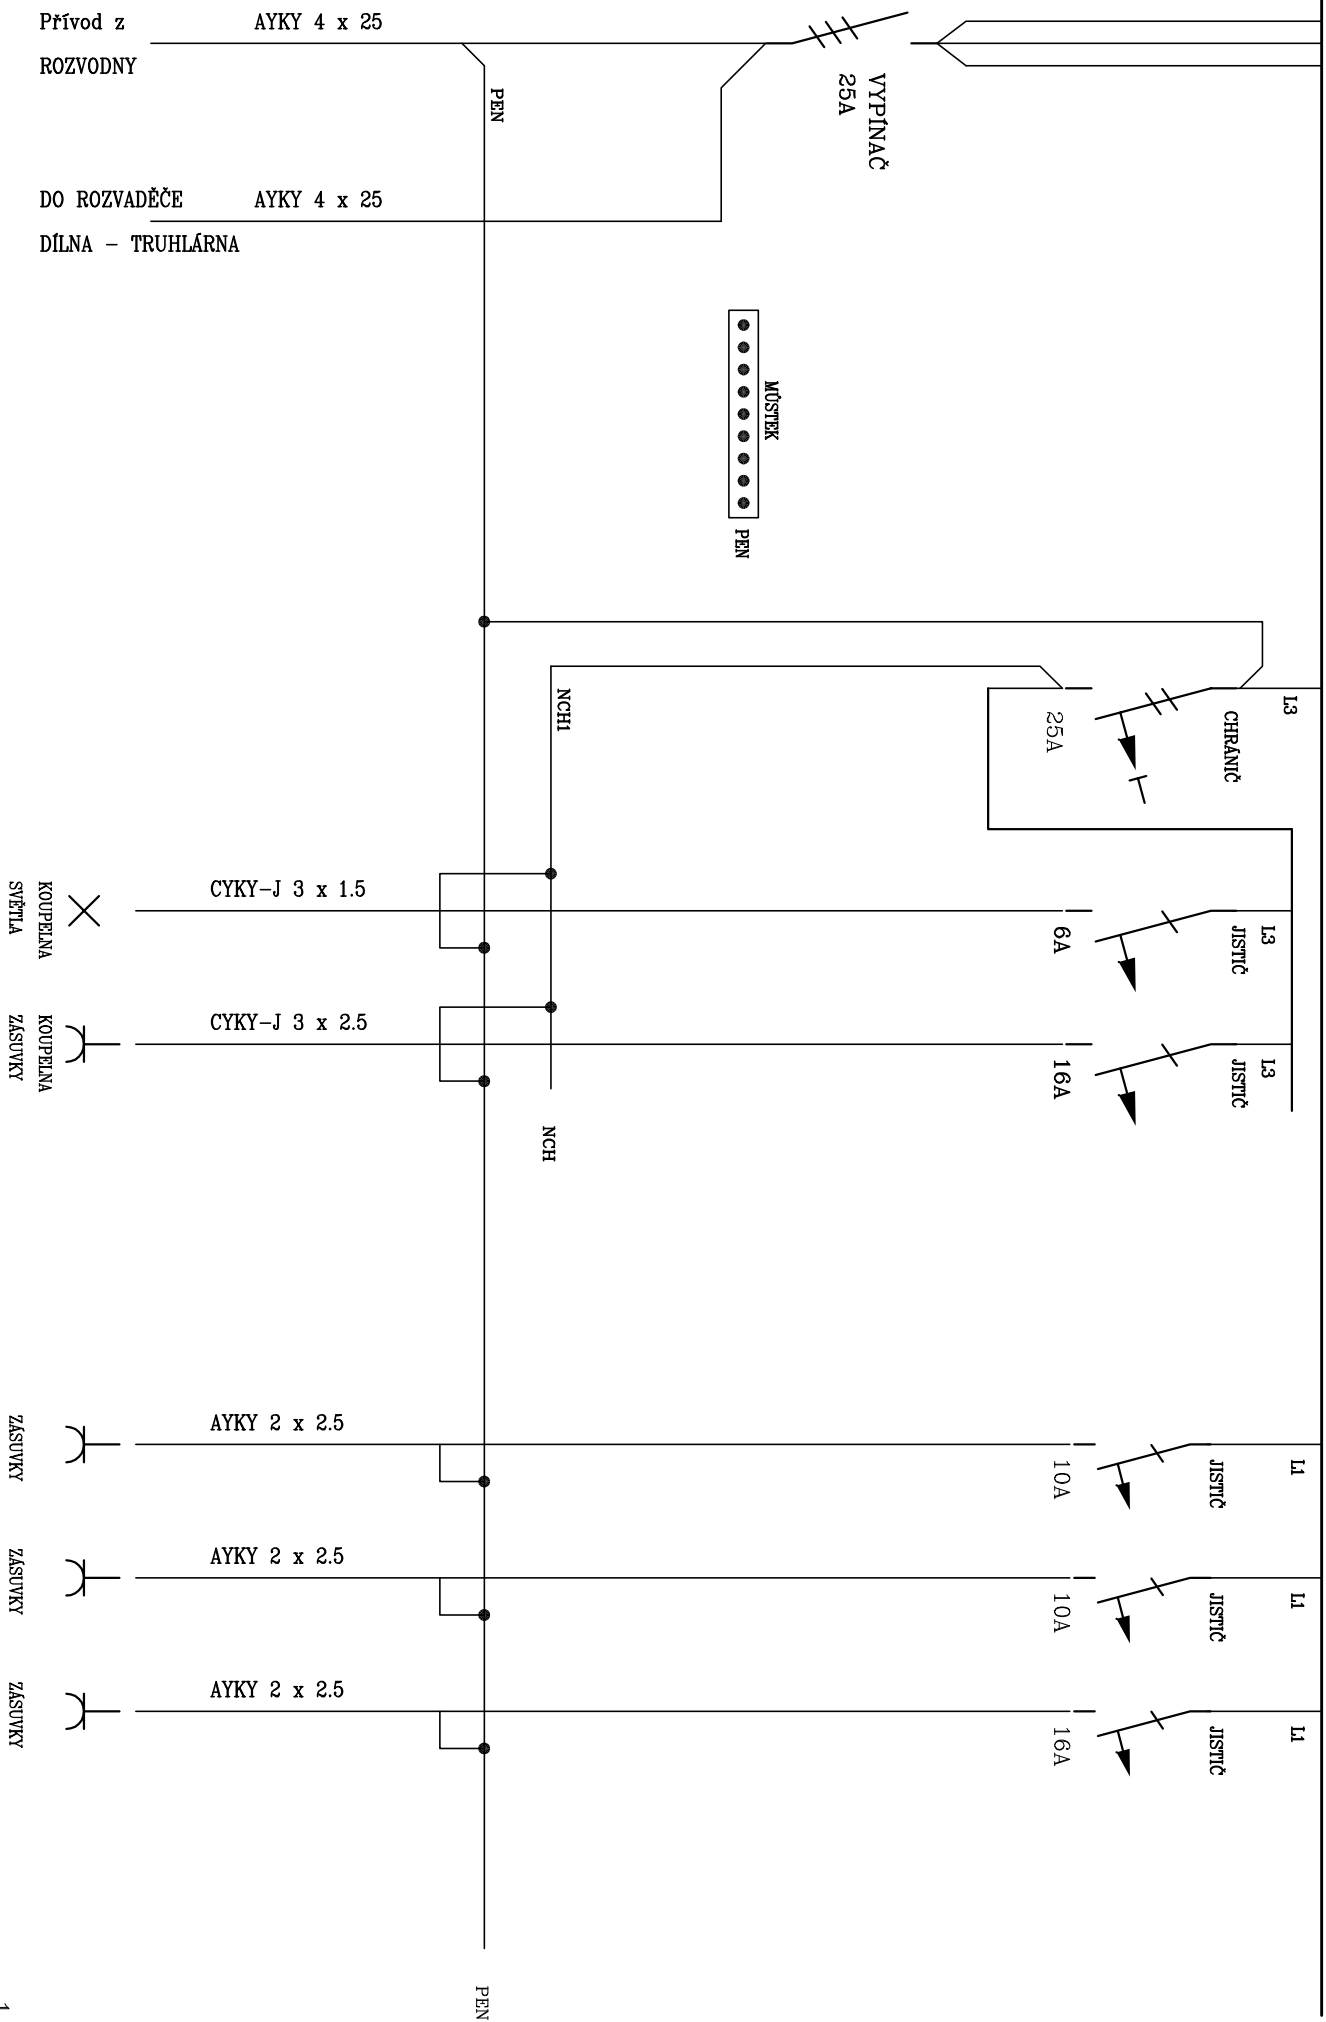 Přívod z
AYKY 4 x 25
ROZVODNY
PEN
VYPÍNAČ
25A
DO ROZVADĚČE
AYKY 4 x 25
DÍLNA - TRUHLÁRNA
MŮSTEK
PEN
L3
CHRÁNIČ
25A
NCH1
KOUPELNA
SVĚTLA
CYKY-J 3 x 1.5
6A
L3
JISTIČ
KOUPELNA
ZÁSUVKY
CYKY-J 3 x 2.5
16A
L3
JISTIČ
NCH
ZÁSUVKY
AYKY 2 x 2.5
10A
JISTIČ
L1
ZÁSUVKY
AYKY 2 x 2.5
10A
JISTIČ
L1
ZÁSUVKY
AYKY 2 x 2.5
16A
JISTIČ
L1
PEN
1